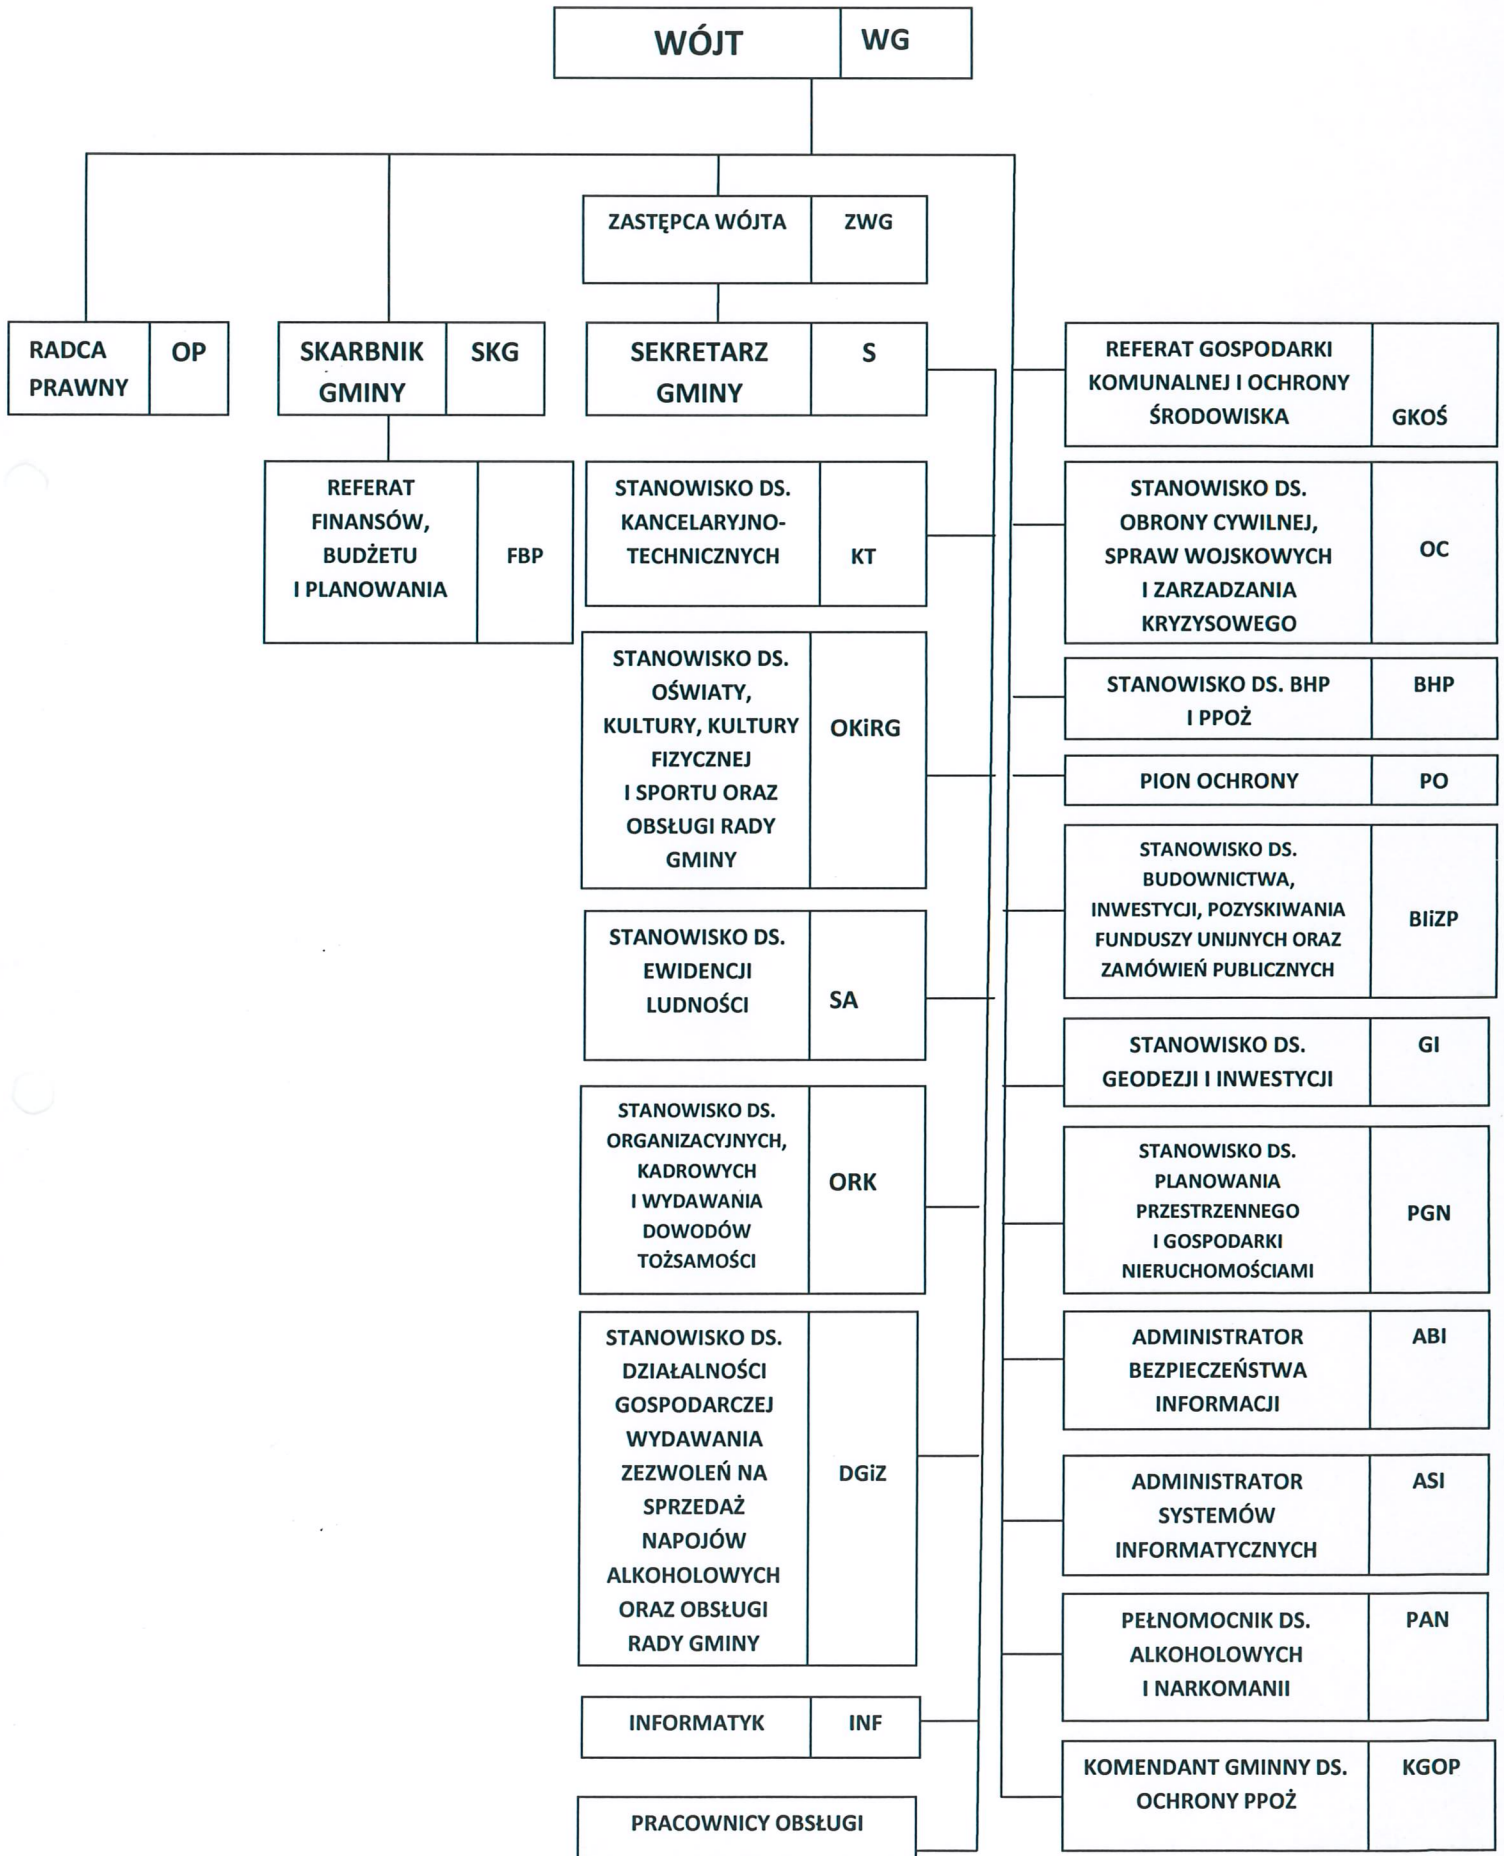 WÓJT WG
ZASTĘPCA WÓJTA ZWG
RADCA OP
PRAWNY
SKARBNIK SKG
GMINY
REFERAT
FINANSÓW,
BUDŻETU FBP
I PLANOWANIA
SEKRETARZ S
GMINY
STANOWISKO DS.
KANCELARYJNO-
TECHNICZNYCH KT
STANOWISKO DS.
OŚWIATY,
KULTURY, KULTURY OKiRG
FIZYCZNEJ
I SPORTU ORAZ
OBSŁUGI RADY
GMINY
STANOWISKO DS.
EWIDENCJI
LUDNOŚCI SA
STANOWISKO DS.
ORGANIZACYJNYCH,
KADROWYCH ORK
I WYDAWANIA
DOWODÓW
TOŻSAMOŚCI
STANOWISKO DS.
DZIAŁALNOŚCI
GOSPODARCZEJ
WYDAWANIA
ZEZWOLEŃ NA DGiZ
SPRZEDAŻ
NAPOJÓW
ALKOHOLOWYCH
ORAZ OBSŁUGI
RADY GMINY
INFORMATYK INF
PRACOWNICY OBSŁUGI
REFERAT GOSPODARKI
KOMUNALNEJ I OCHRONY
ŚRODOWISKA GKOŚ
STANOWISKO DS.
OBRONY CYWILNEJ,
SPRAW WOJSKOWYCH OC
I ZARZADZANIA
KRYZYSOWEGO
STANOWISKO DS. BHP BHP
I PPOŻ
PION OCHRONY PO
STANOWISKO DS.
BUDOWNICTWA,
INWESTYCJI, POZYSKIWANIA BIiZP
FUNDUSZY UNIJNYCH ORAZ
ZAMÓWIEŃ PUBLICZNYCH
STANOWISKO DS. GI
GEODEZJI I INWESTYCJI
STANOWISKO DS.
PLANOWANIA
PRZESTRZENNEGO PGN
I GOSPODARKI
NIERUCHOMOŚCIAMI
ADMINISTRATOR ABI
BEZPIECZEŃSTWA
INFORMACJI
ADMINISTRATOR ASI
SYSTEMÓW
INFORMATYCZNYCH
PEŁNOMOCNIK DS. PAN
ALKOHOLOWYCH
I NARKOMANII
KOMENDANT GMINNY DS. KGOP
OCHRONY PPOŻ